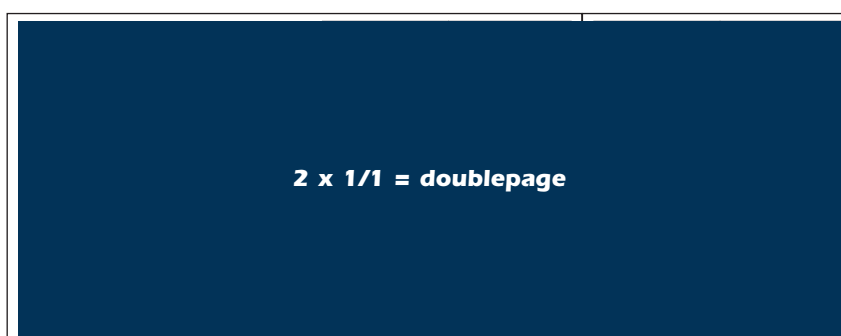 2 x 1/1 = doublepage